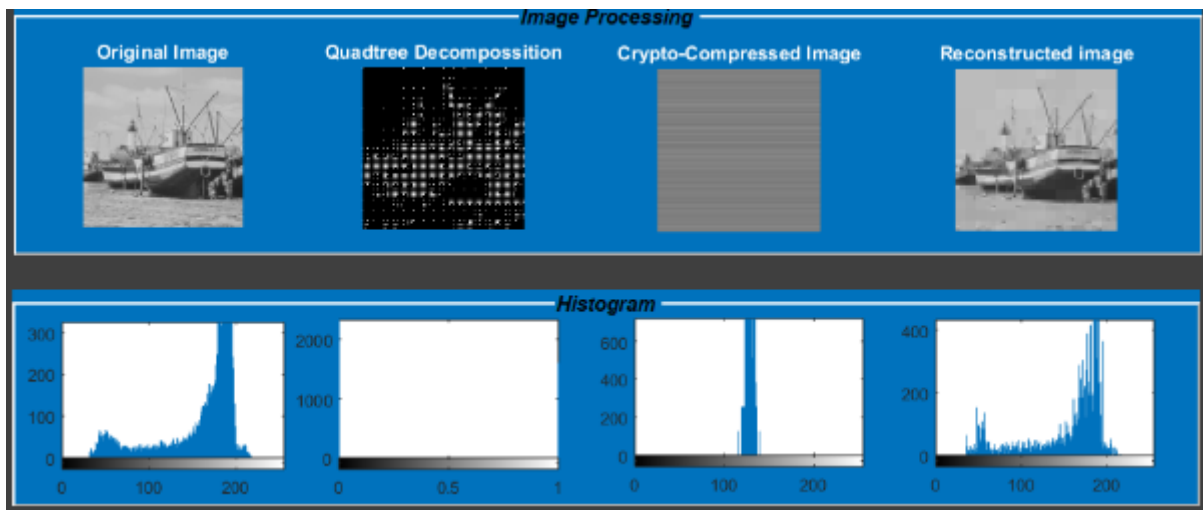 Image Processing
Original Image Quadtree Decompossition Crypto-Compressed Image Reconstructed image
Histogram
300
200
100
0
0 100 200
2000
1000
0
0 0.5 1
600
400
200
0
0 100 200
400
200
0
0 100 200